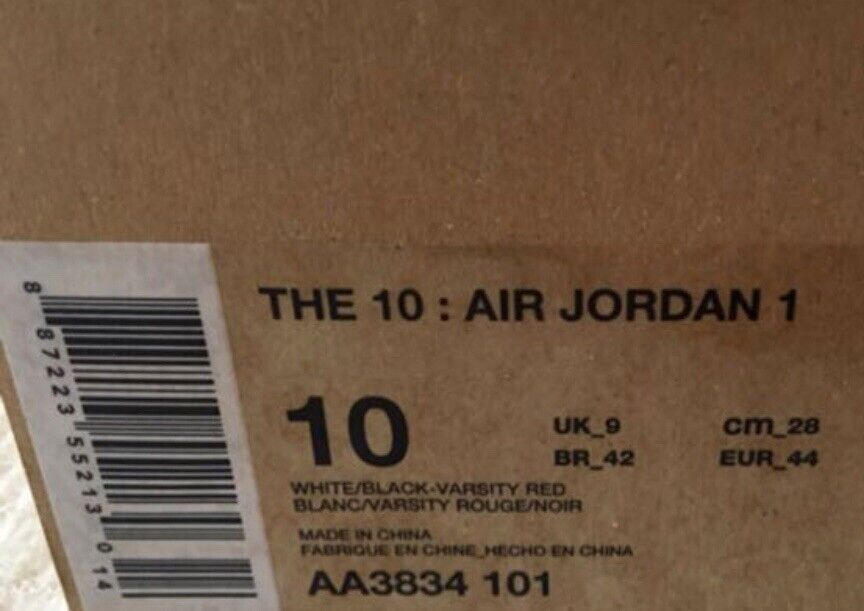 THE 10 : AIR JORDAN 1
10
UK_9 cm_28
BR_42 EUR_44
WHITE/BLACK-VARSITY RED
BLANC/VARSITY ROUGE/NOIR
MADE IN CHINA
FABRIQUE EN CHINE_HECHO EN CHINA
AA3834 101
8 87223 55213 0 14